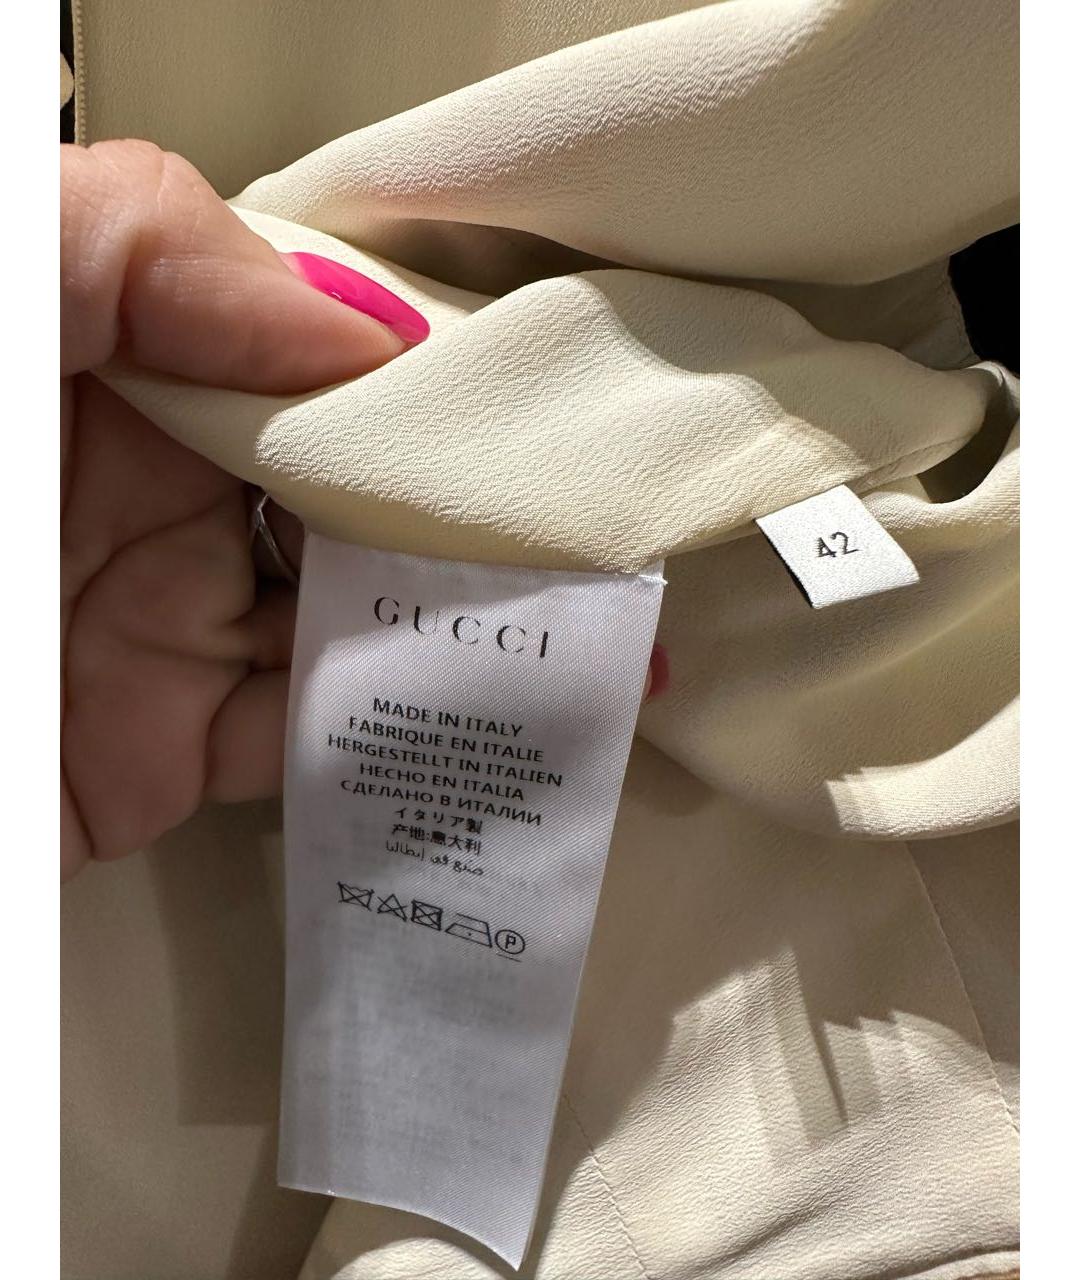 42
GUCCI
MADE IN ITALY
FABRIQUE EN ITALIE
HERGESTELLT IN ITALIEN
HECHO EN ITALIA
СДЕЛАНО В ИТАЛИИ
イタリア製
产地:意大利
صنع في إيطاليا
P